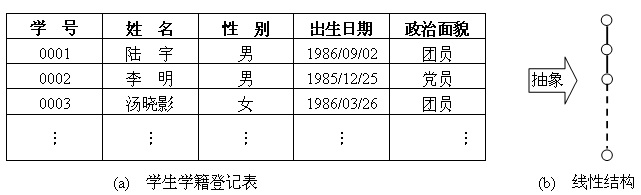 学 号 姓 名 性 别 出生日期 政治面貌
0001 陆 宇 男 1986/09/02 团员
0002 李 明 男 1985/12/25 党员
0003 汤晓影 女 1986/03/26 团员
⋮ ⋮ ⋮ ⋮ ⋮
抽象
(a) 学生学籍登记表 (b) 线性结构